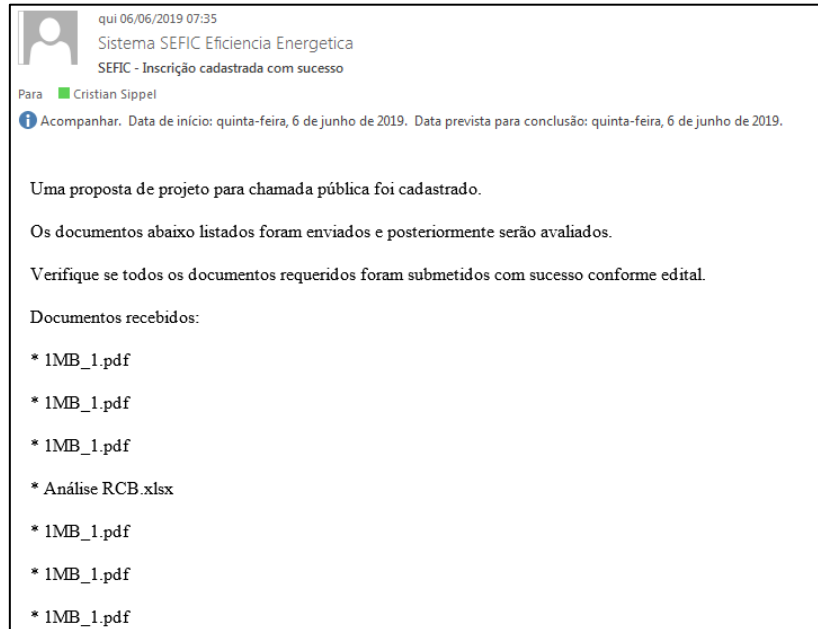 qui 06/06/2019 07:35
Sistema SEFIC Eficiencia Energetica
SEFIC - Inscrição cadastrada com sucesso
Para Cristian Sippel
Acompanhar. Data de início: quinta-feira, 6 de junho de 2019. Data prevista para conclusão: quinta-feira, 6 de junho de 2019.
Uma proposta de projeto para chamada pública foi cadastrado.
Os documentos abaixo listados foram enviados e posteriormente serão avaliados.
Verifique se todos os documentos requeridos foram submetidos com sucesso conforme edital.
Documentos recebidos:
* 1MB_1.pdf
* 1MB_1.pdf
* 1MB_1.pdf
* Análise RCB.xlsx
* 1MB_1.pdf
* 1MB_1.pdf
* 1MB_1.pdf